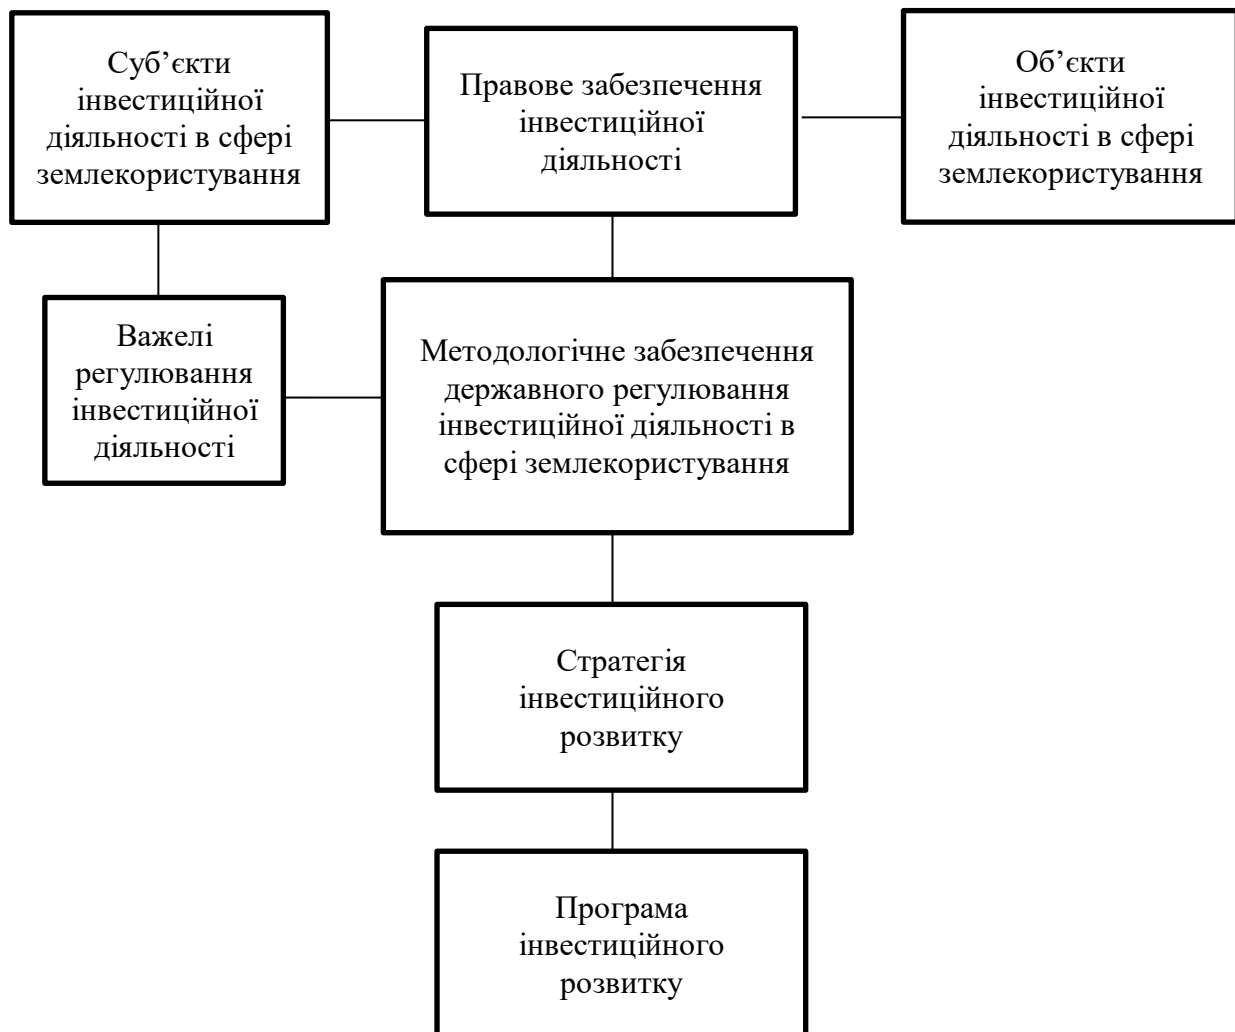 Суб’єкти
інвестиційної
діяльності в сфері
землекористування
Правове забезпечення
інвестиційної
діяльності
Об’єкти
інвестиційної
діяльності в сфері
землекористування
Важелі
регулювання
інвестиційної
діяльності
Методологічне забезпечення
державного регулювання
інвестиційної діяльності в
сфері землекористування
Стратегія
інвестиційного
розвитку
Програма
інвестиційного
розвитку